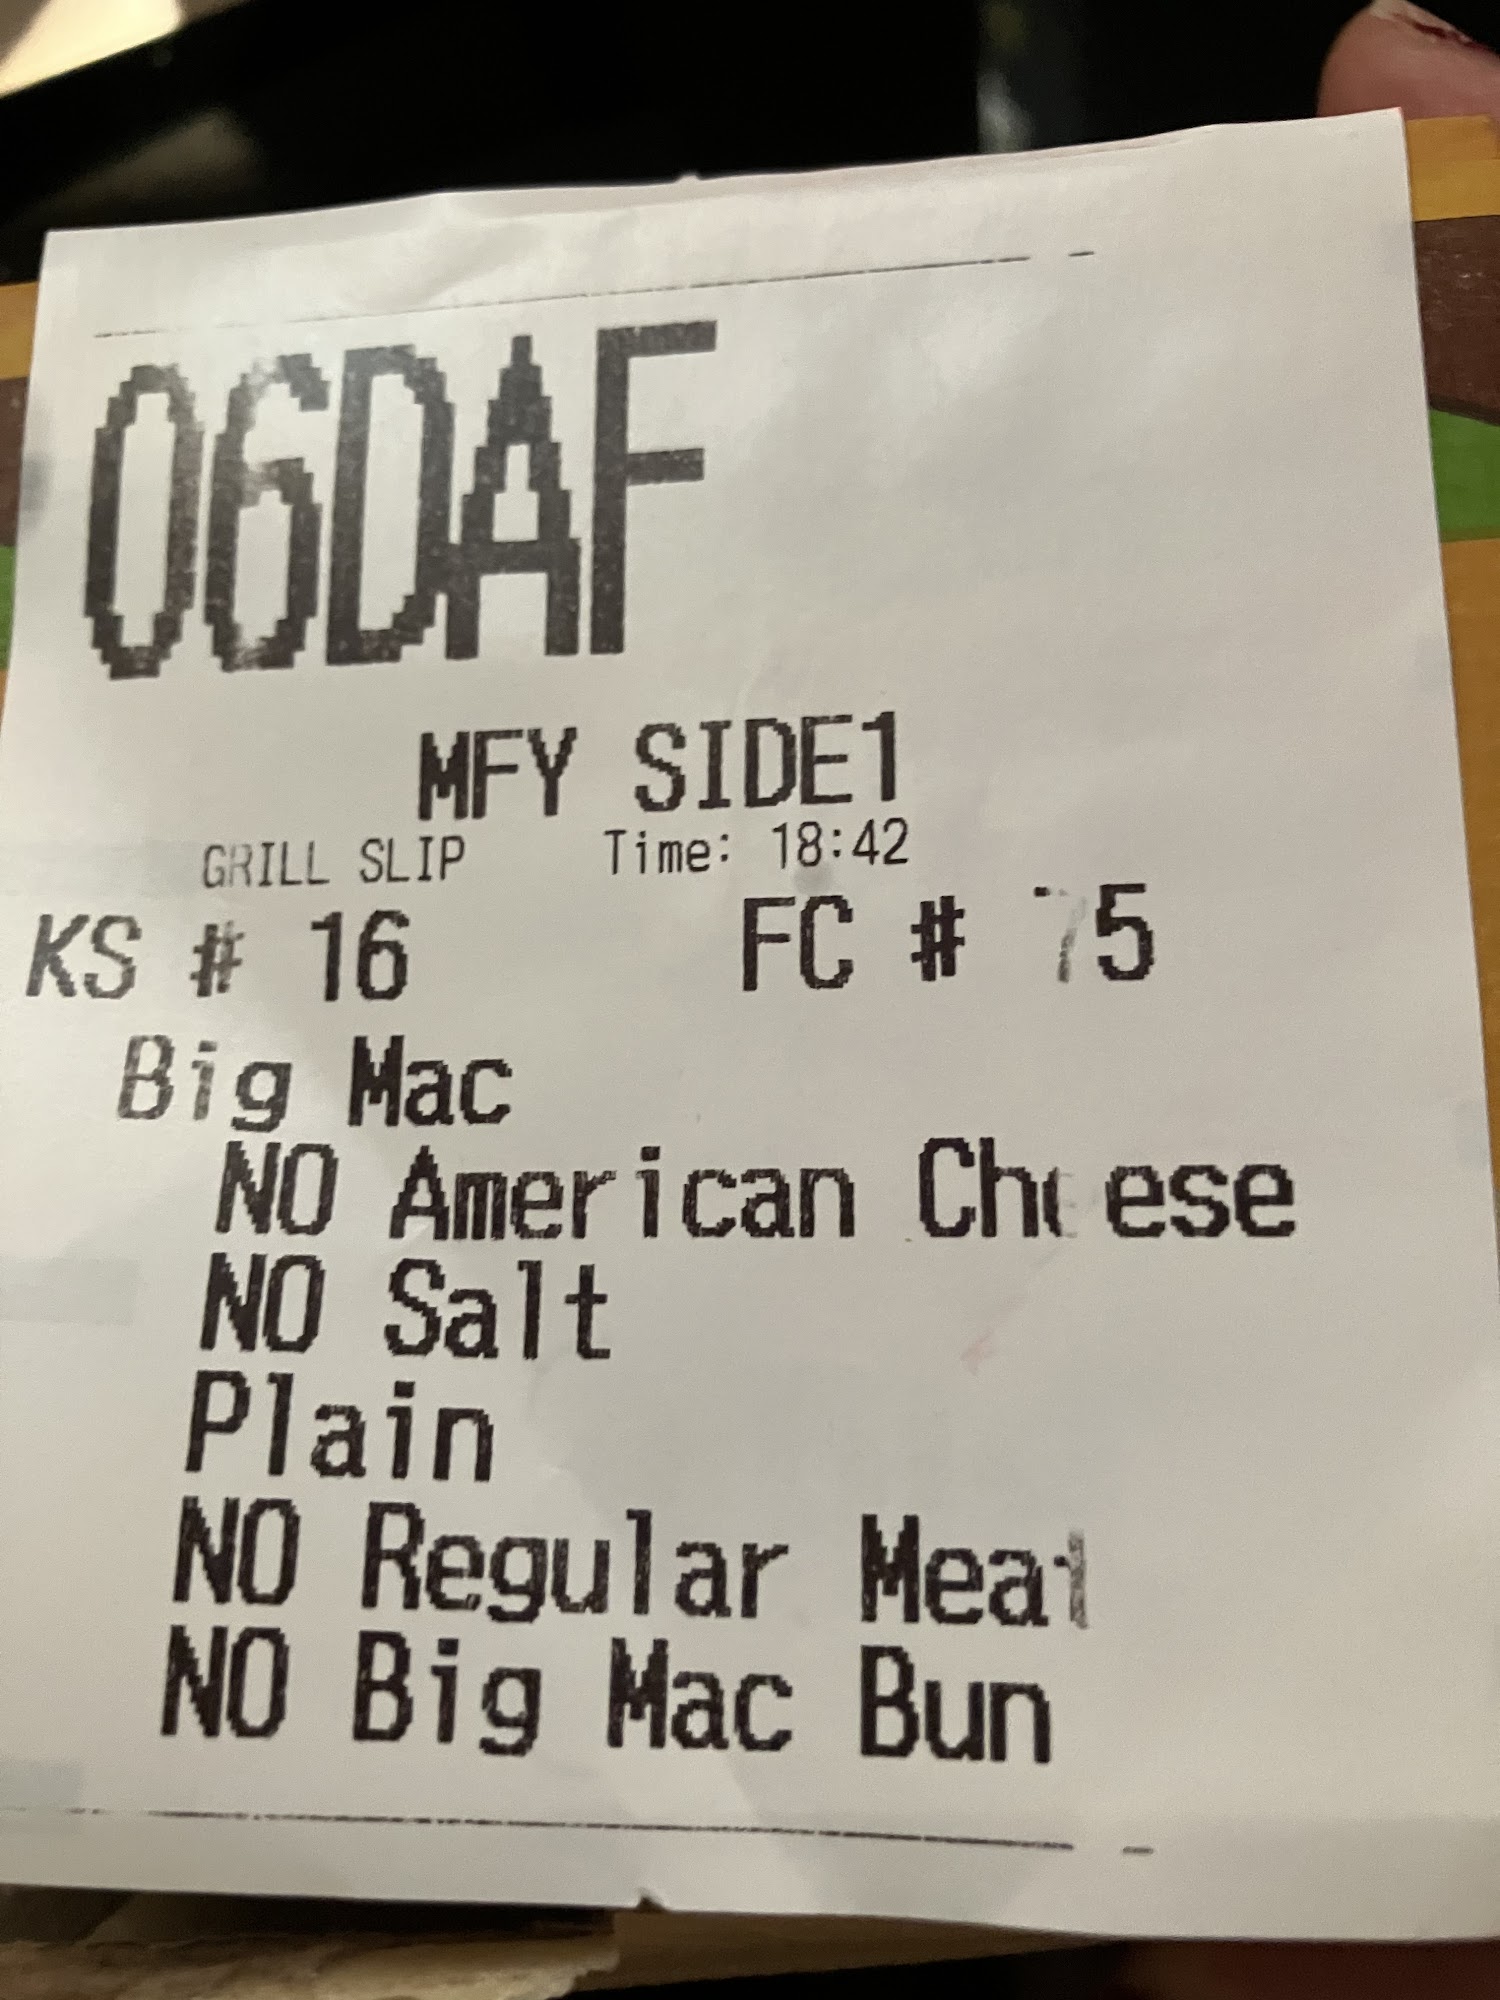 06DAF
MFY SIDE1
GRILL SLIP Time: 18:42
KS # 16 FC # 75
Big Mac
NO American Cheese
NO Salt
Plain
NO Regular Meat
NO Big Mac Bun